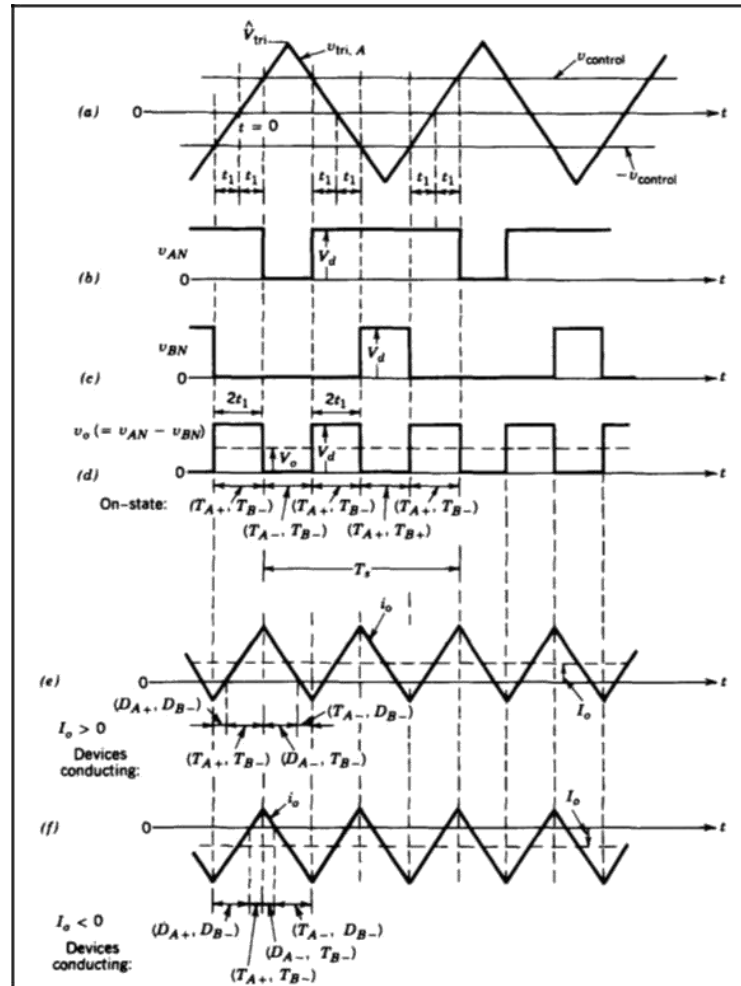 V̂tri
vtri, A
vcontrol
(a)
0
t = 0
t
t1 t1 t1 t1 t1 t1
−vcontrol
vAN
Vd
(b)
0
t
vBN
Vd
(c)
0
t
2t1 2t1
vo (= vAN − vBN)
Vo
Vd
(d)
0
t
On–state: (TA+, TB−) (TA+, TB−) (TA+, TB−)
(TA−, TB−) (TA+, TB+)
Ts
io
(e)
0
t
Io
(DA+, DB−) (TA−, DB−)
Io > 0
Devices
conducting:
(TA+, TB−) (DA−, TB−)
io
Io
(f)
0
t
Io < 0
Devices
conducting:
(DA+, DB−) (TA−, DB−)
(DA−, TB−)
(TA+, TB−)